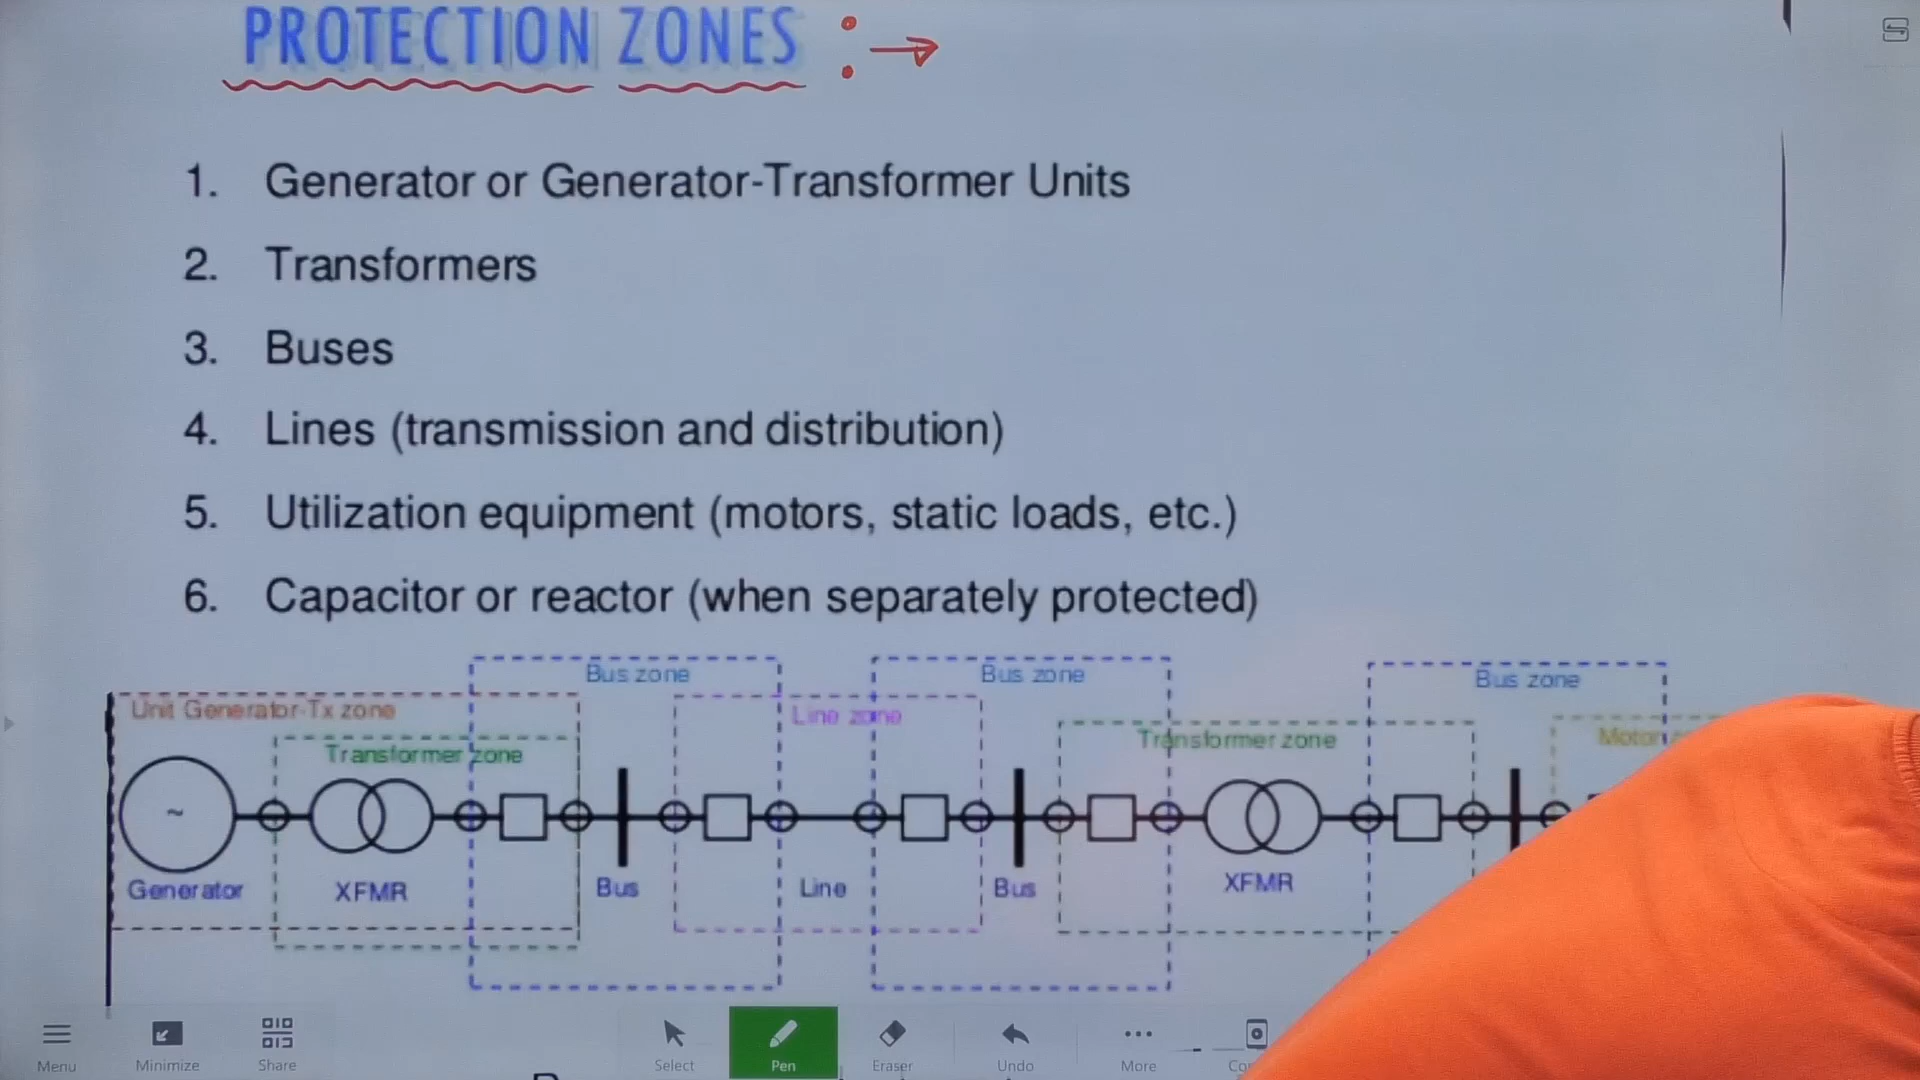 PROTECTION ZONES :→
1. Generator or Generator-Transformer Units
2. Transformers
3. Buses
4. Lines (transmission and distribution)
5. Utilization equipment (motors, static loads, etc.)
6. Capacitor or reactor (when separately protected)
Bus zone Bus zone Bus zone
Unit Generator-Tx zone Line zone
Transformer zone Transformer zone Motor
~
Generator XFMR Bus Line Bus XFMR
Menu Minimize Share Select Pen Eraser Undo More